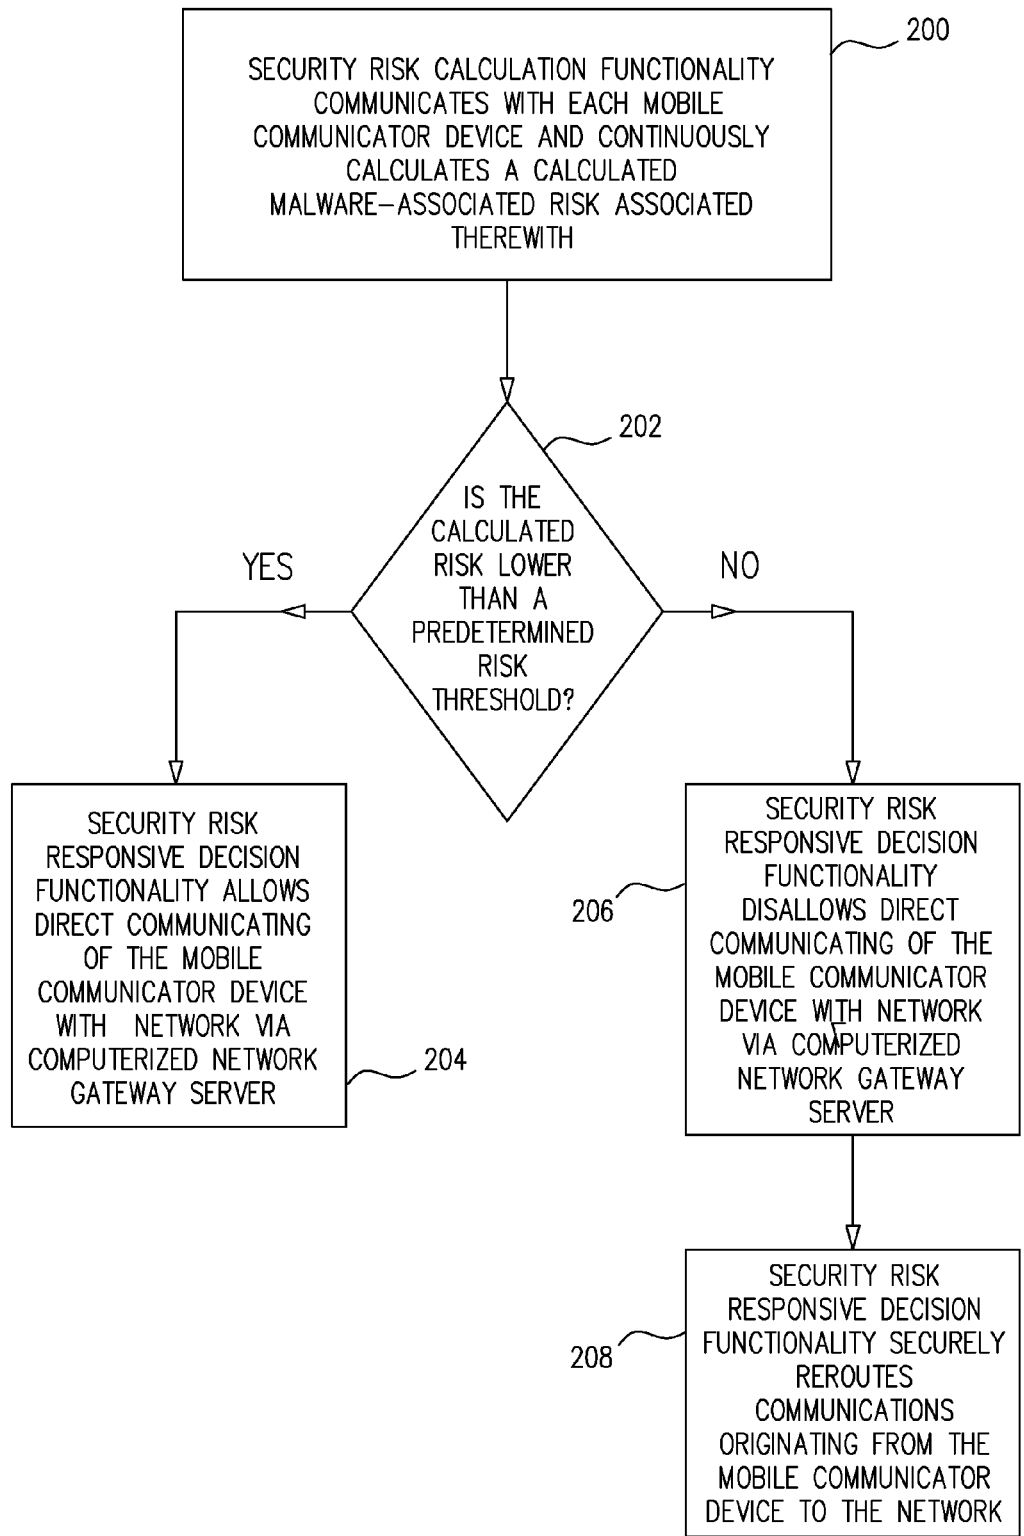 200
SECURITY RISK CALCULATION FUNCTIONALITY
COMMUNICATES WITH EACH MOBILE
COMMUNICATOR DEVICE AND CONTINUOUSLY
CALCULATES A CALCULATED
MALWARE-ASSOCIATED RISK ASSOCIATED
THEREWITH
202
IS THE
CALCULATED
RISK LOWER
THAN A
PREDETERMINED
RISK
THRESHOLD?
YES
NO
SECURITY RISK
RESPONSIVE DECISION
FUNCTIONALITY ALLOWS
DIRECT COMMUNICATING
OF THE MOBILE
COMMUNICATOR DEVICE
WITH NETWORK VIA
COMPUTERIZED NETWORK
GATEWAY SERVER
204
SECURITY RISK
RESPONSIVE DECISION
FUNCTIONALITY
DISALLOWS DIRECT
COMMUNICATING OF THE
MOBILE COMMUNICATOR
DEVICE WITH NETWORK
VIA COMPUTERIZED
NETWORK GATEWAY
SERVER
206
SECURITY RISK
RESPONSIVE DECISION
FUNCTIONALITY SECURELY
REROUTES
COMMUNICATIONS
ORIGINATING FROM THE
MOBILE COMMUNICATOR
DEVICE TO THE NETWORK
208